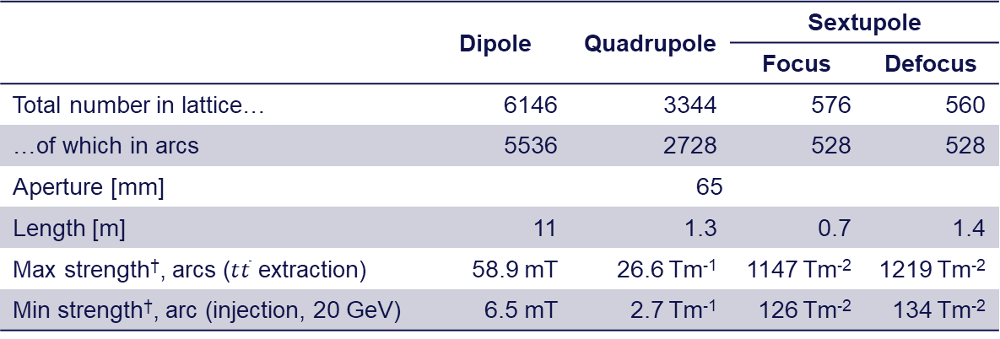 Sextupole
Dipole Quadrupole
Focus Defocus
Total number in lattice… 6146 3344 576 560
…of which in arcs 5536 2728 528 528
Aperture [mm] 65
Length [m] 11 1.3 0.7 1.4
Max strength†, arcs (tt̄ extraction) 58.9 mT 26.6 Tm⁻¹ 1147 Tm⁻² 1219 Tm⁻²
Min strength†, arc (injection, 20 GeV) 6.5 mT 2.7 Tm⁻¹ 126 Tm⁻² 134 Tm⁻²